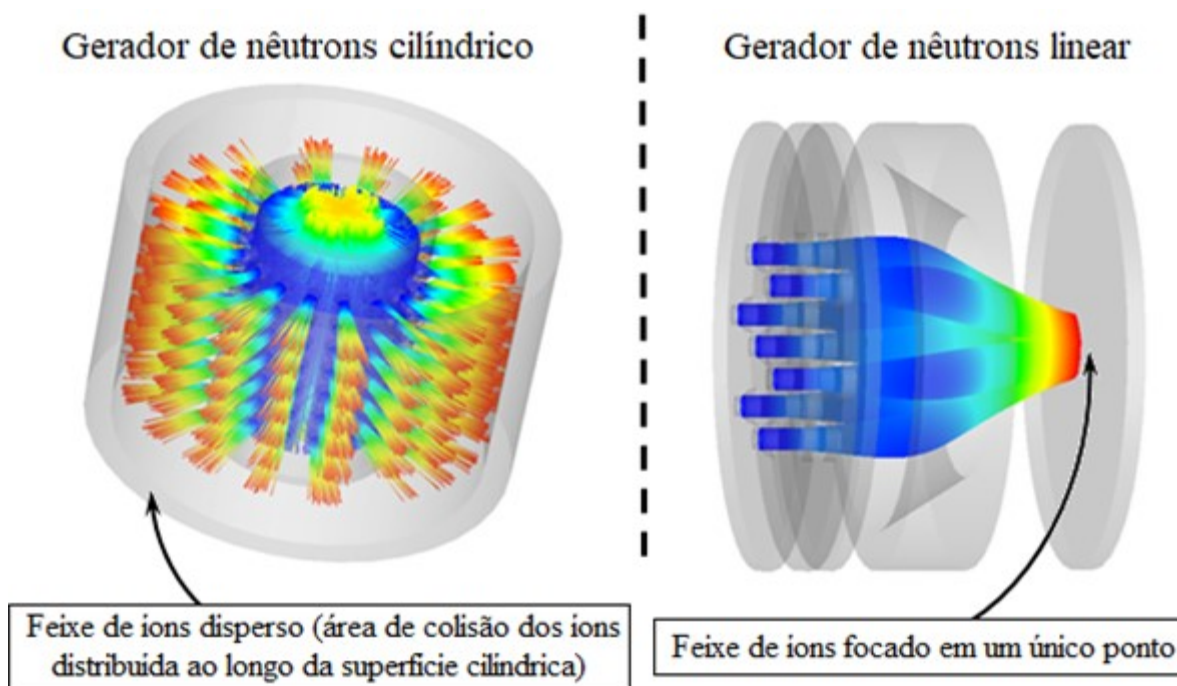 Gerador de nêutrons cilíndrico
Gerador de nêutrons linear
Feixe de ions disperso (área de colisão dos ions
distribuida ao longo da superfície cilíndrica)
Feixe de ions focado em um único ponto